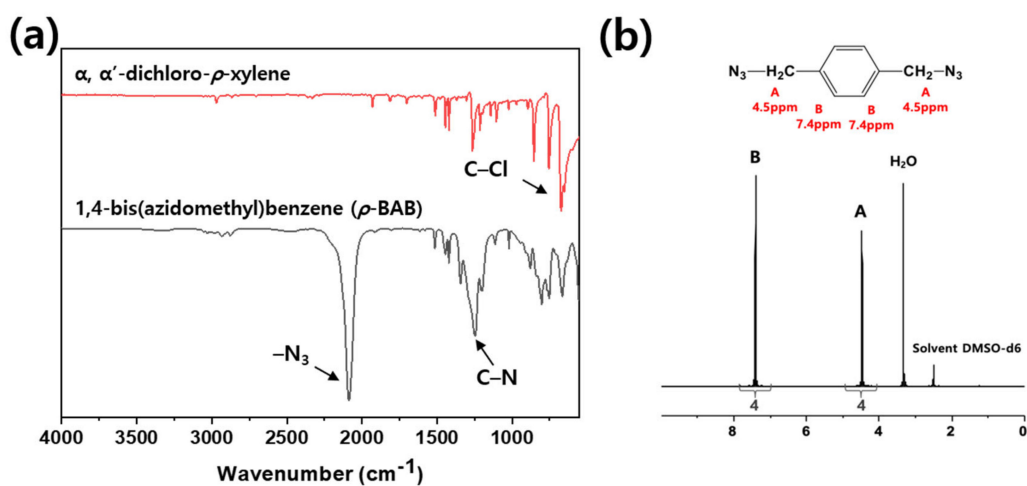 (a)
α, α′-dichloro-ρ-xylene
C–Cl
1,4-bis(azidomethyl)benzene (ρ-BAB)
–N₃
C–N
4000 3500 3000 2500 2000 1500 1000
Wavenumber (cm⁻¹)
(b)
N₃–H₂C CH₂–N₃
A A
4.5ppm B B 4.5ppm
7.4ppm 7.4ppm
B
H₂O
A
Solvent DMSO-d6
4 4
8 6 4 2 0